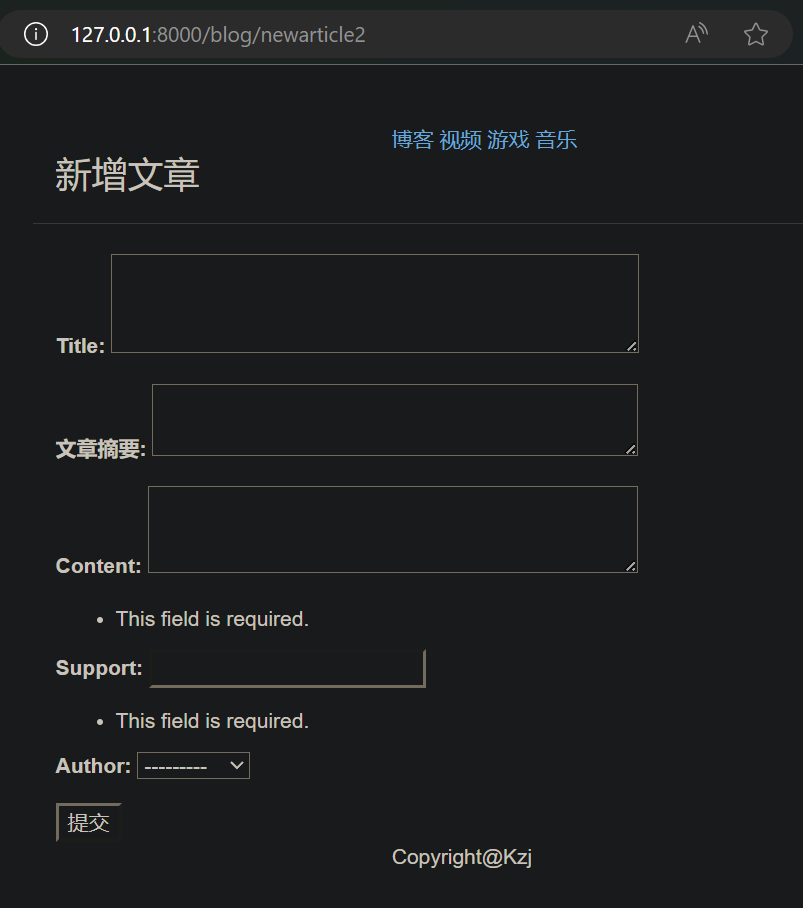 127.0.0.1:8000/blog/newarticle2
博客 视频 游戏 音乐
新增文章
Title:
文章摘要:
Content:
This field is required.
Support:
This field is required.
Author: ---------
提交
Copyright@Kzj